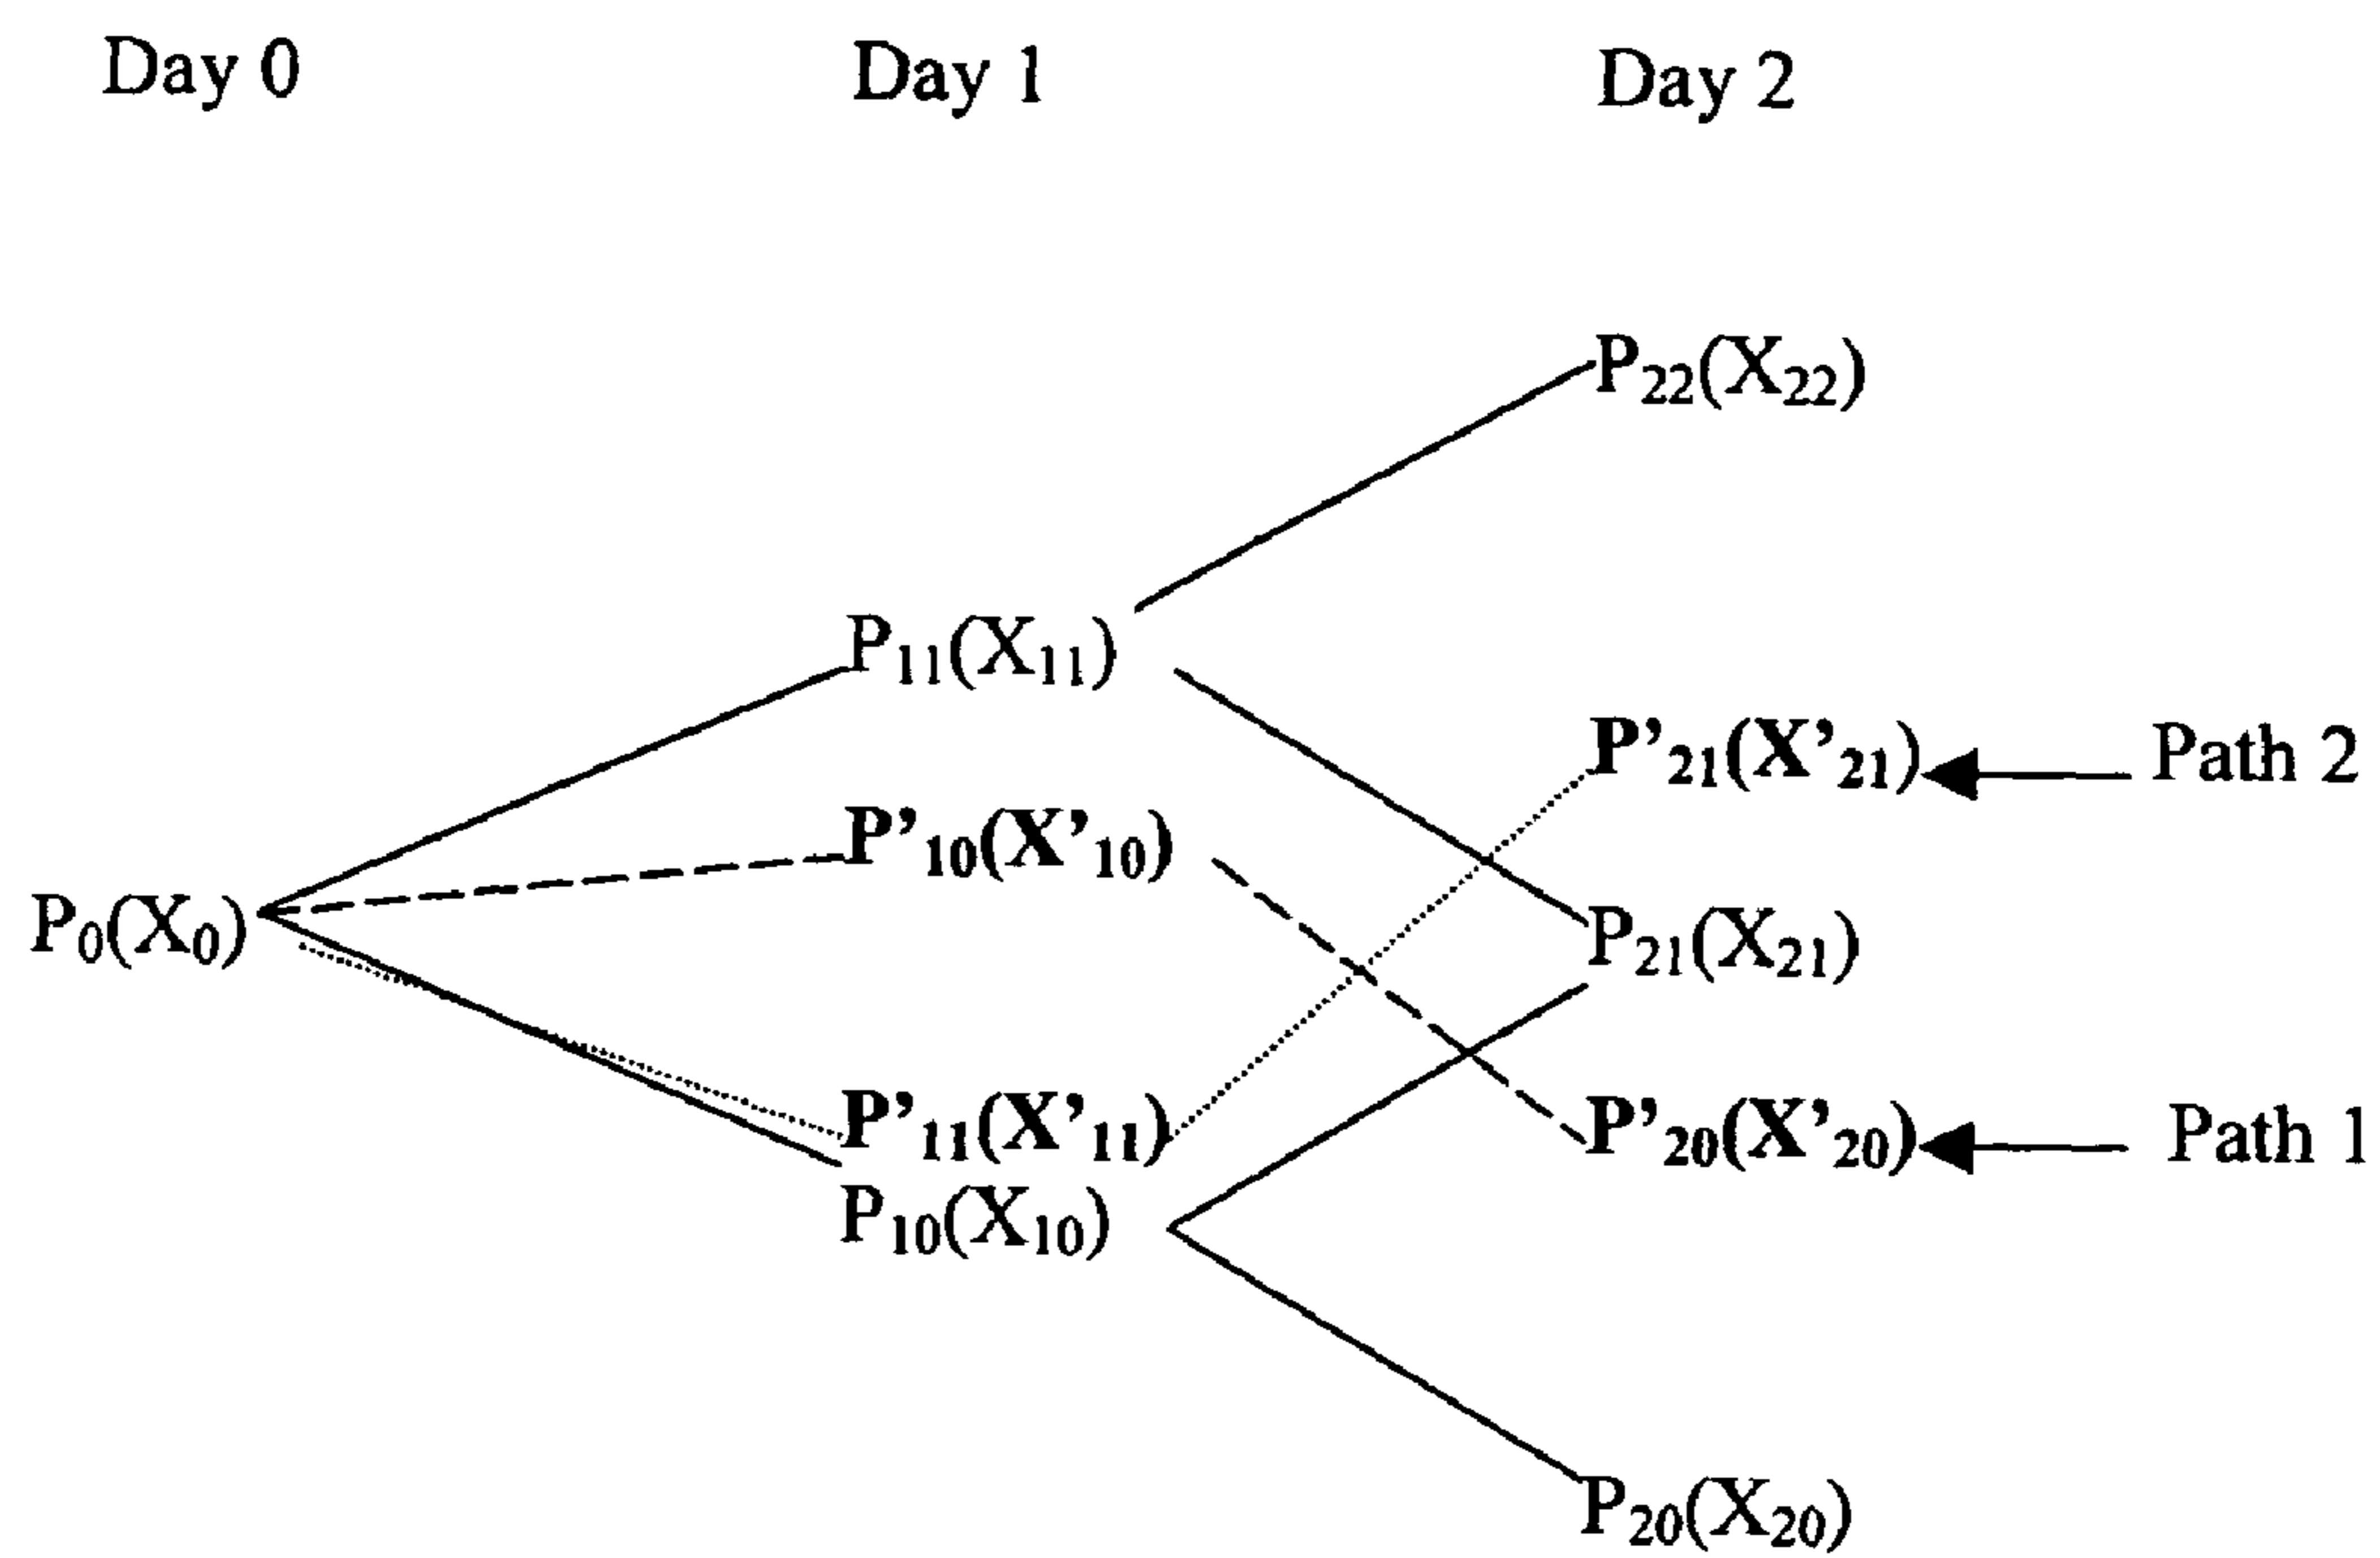 Day 0 Day 1 Day 2
P₂₂(X₂₂)
P₁₁(X₁₁)
P’₂₁(X’₂₁) Path 2
P’₁₀(X’₁₀)
P₀(X₀) P₂₁(X₂₁)
P’₁₁(X’₁₁) P’₂₀(X’₂₀) Path 1
P₁₀(X₁₀)
P₂₀(X₂₀)